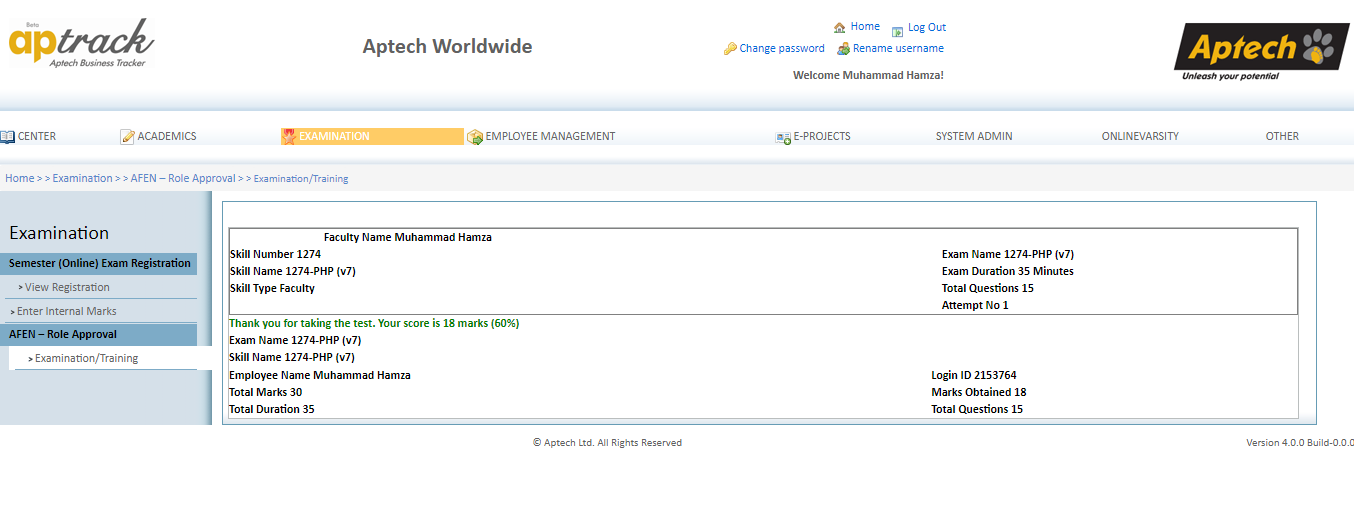 Beta
aptrack
Aptech Business Tracker
Aptech Worldwide
Home Log Out
Change password Rename username
Welcome Muhammad Hamza!
Aptech
Unleash your potential
CENTER ACADEMICS EXAMINATION EMPLOYEE MANAGEMENT E-PROJECTS SYSTEM ADMIN ONLINEVARSITY OTHER
Home > > Examination > > AFEN – Role Approval > > Examination/Training
Examination
Semester (Online) Exam Registration
> View Registration
> Enter Internal Marks
AFEN – Role Approval
> Examination/Training
Faculty Name Muhammad Hamza
Skill Number 1274
Exam Name 1274-PHP (v7)
Skill Name 1274-PHP (v7)
Exam Duration 35 Minutes
Skill Type Faculty
Total Questions 15
Attempt No 1
Thank you for taking the test. Your score is 18 marks (60%)
Exam Name 1274-PHP (v7)
Skill Name 1274-PHP (v7)
Employee Name Muhammad Hamza
Login ID 2153764
Total Marks 30
Marks Obtained 18
Total Duration 35
Total Questions 15
© Aptech Ltd. All Rights Reserved
Version 4.0.0 Build-0.0.0